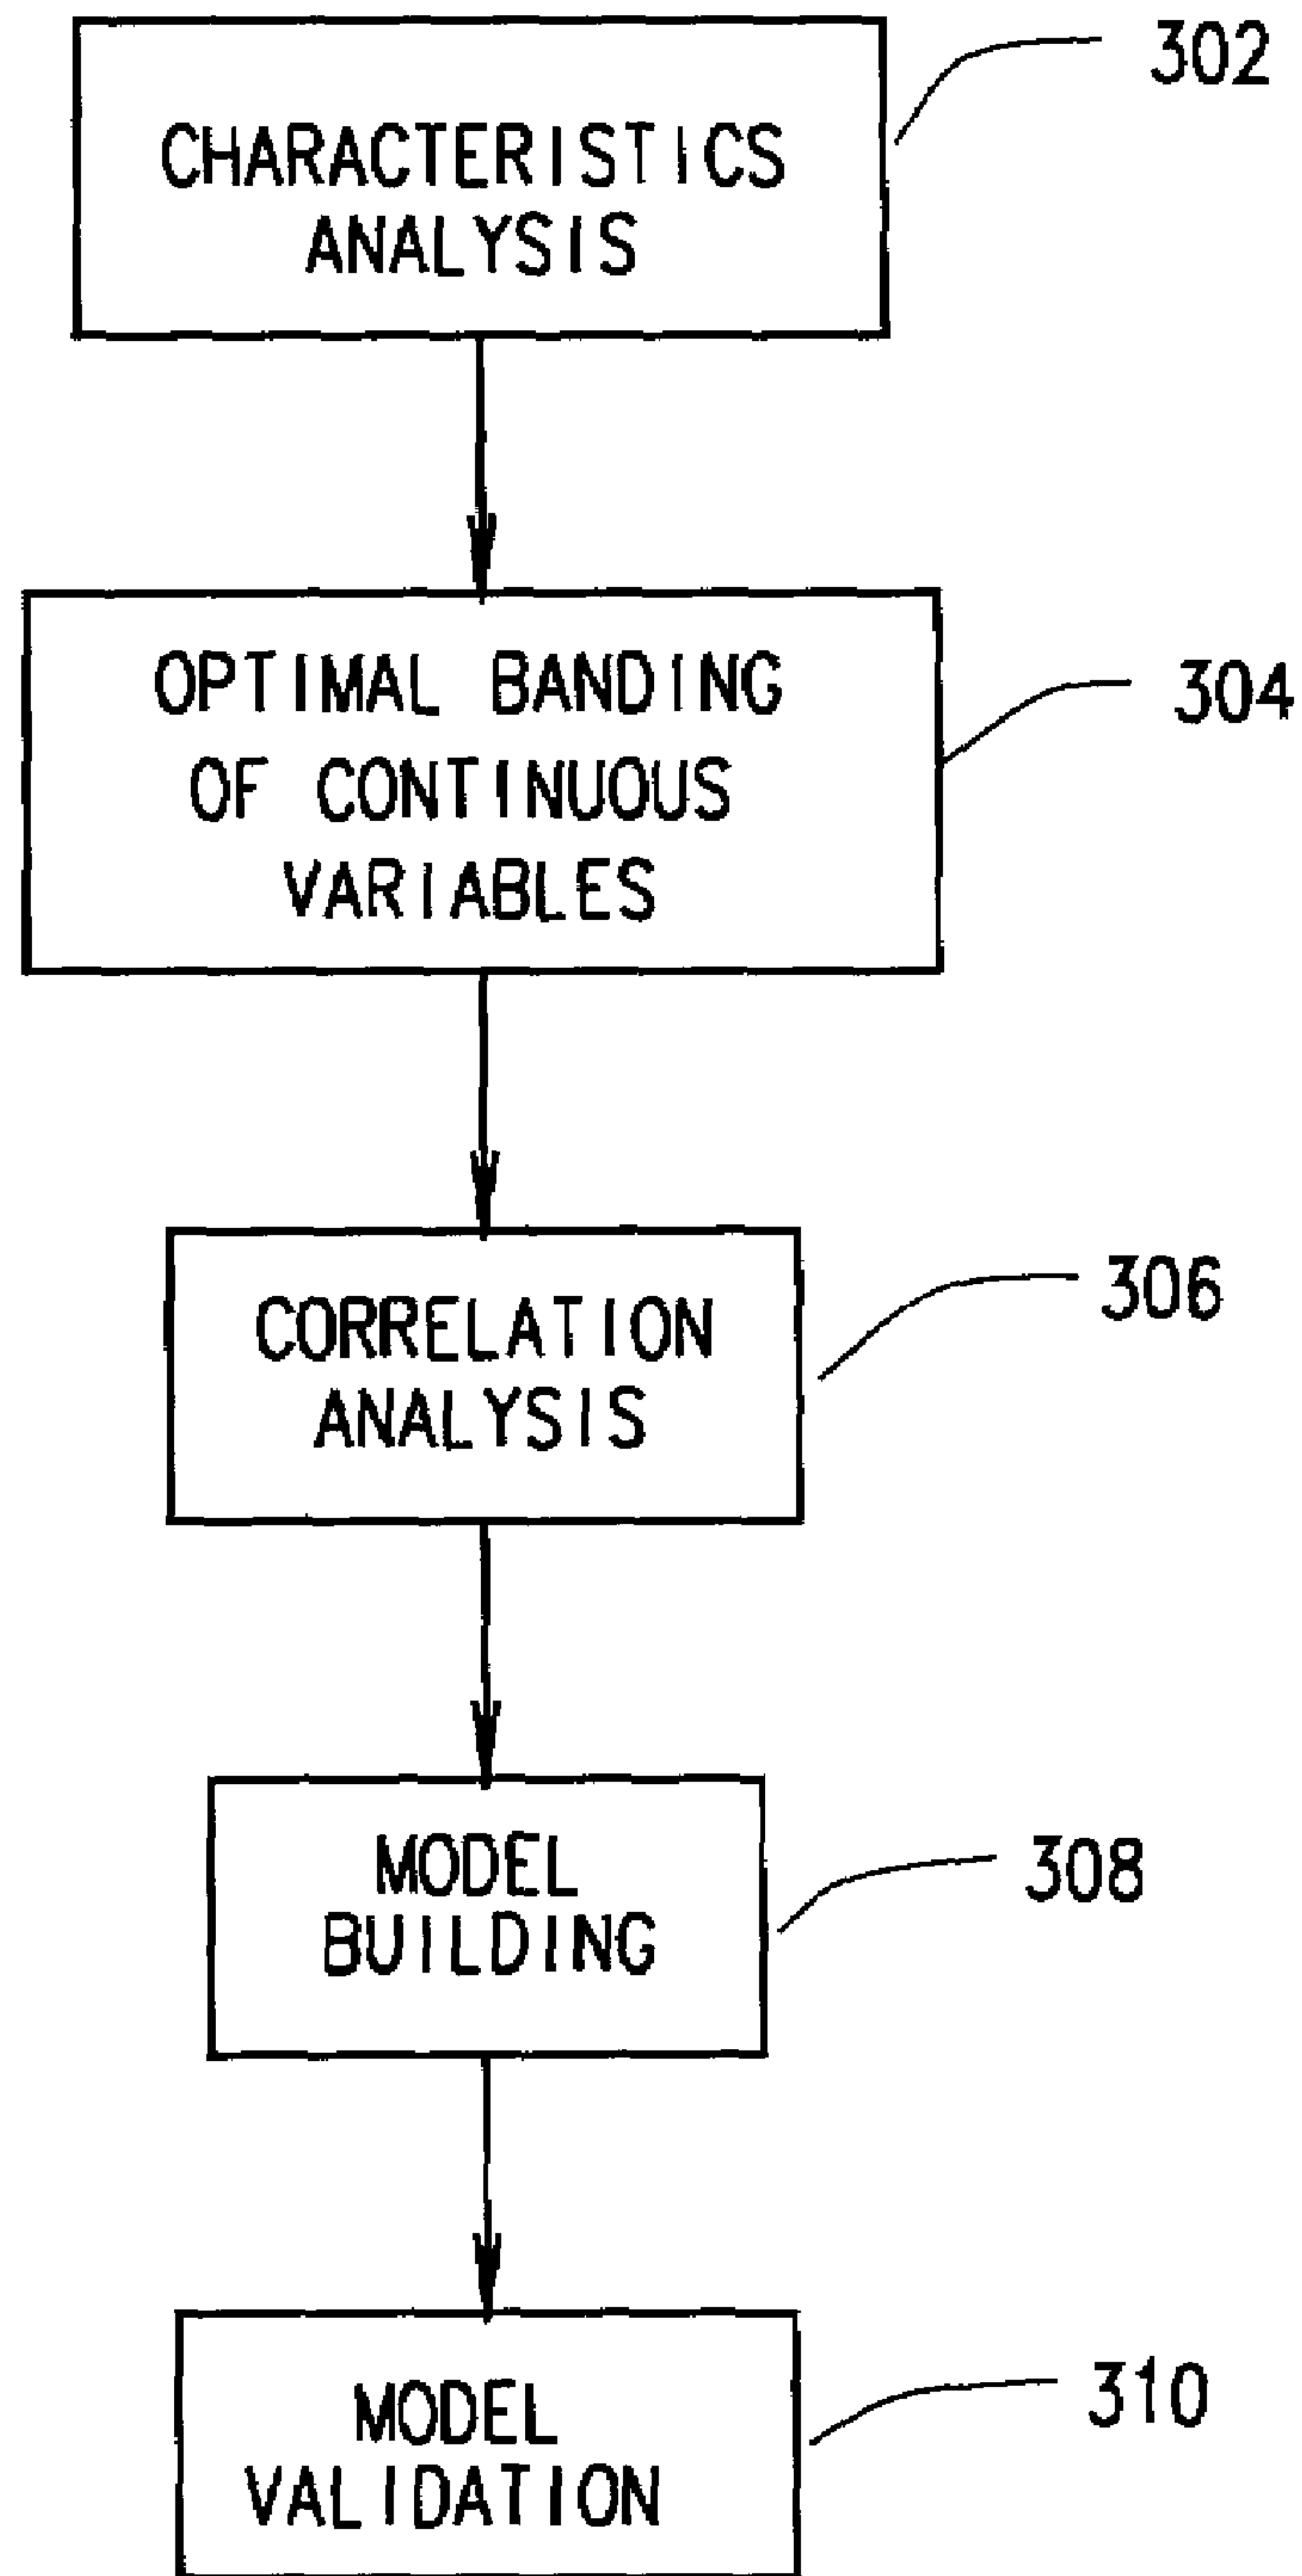 302
CHARACTERISTICS
ANALYSIS
OPTIMAL BANDING
OF CONTINUOUS
VARIABLES
304
CORRELATION
ANALYSIS
306
MODEL
BUILDING
308
MODEL
VALIDATION
310